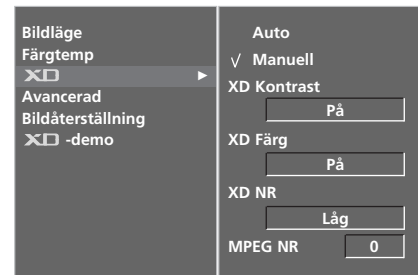 Bildläge
Färgtemp
XD
Avancerad
Bildåterställning
XD -demo
Auto
√ Manuell
XD Kontrast
På
XD Färg
På
XD NR
Låg
MPEG NR 0